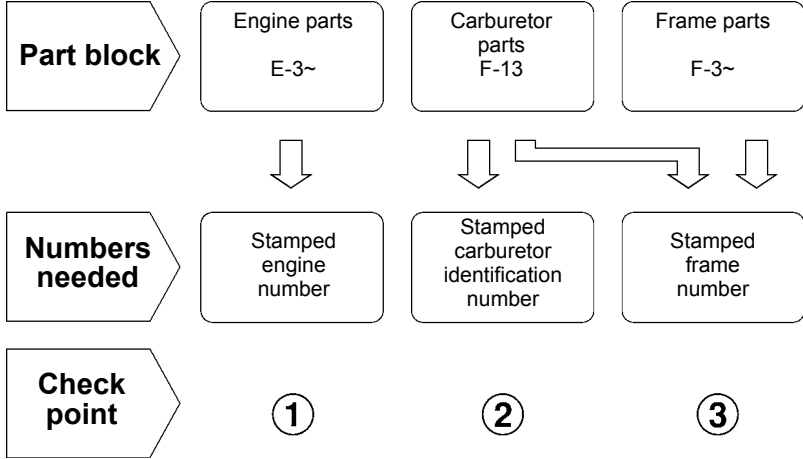 Part block
Engine parts
E-3~
Carburetor
parts
F-13
Frame parts
F-3~
Numbers
needed
Stamped
engine
number
Stamped
carburetor
identification
number
Stamped
frame
number
Check
point
①
②
③